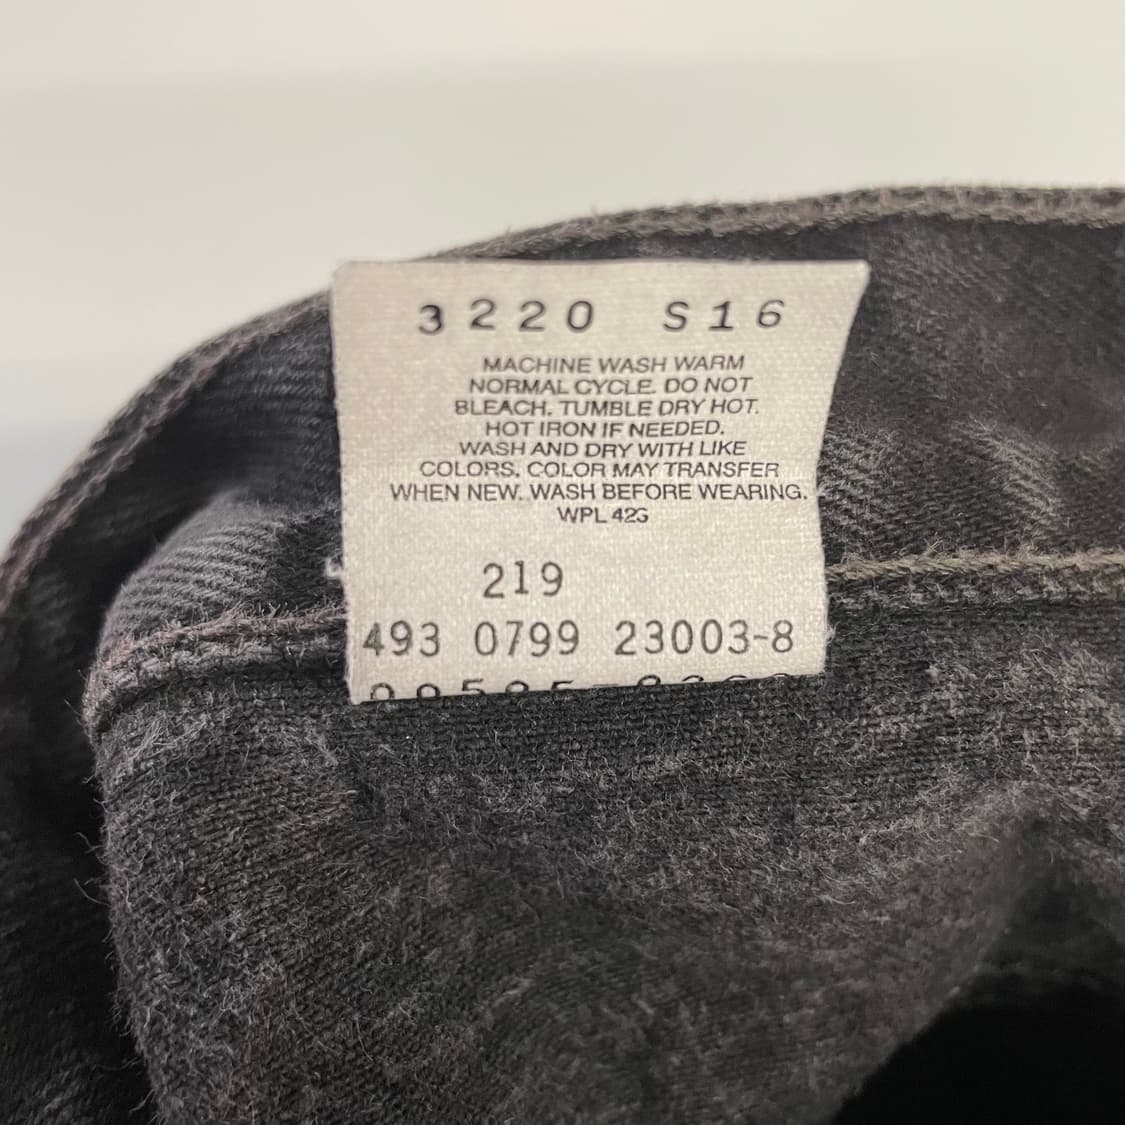 3220 S16
MACHINE WASH WARM
NORMAL CYCLE. DO NOT
BLEACH. TUMBLE DRY HOT.
HOT IRON IF NEEDED.
WASH AND DRY WITH LIKE
COLORS, COLOR MAY TRANSFER
WHEN NEW. WASH BEFORE WEARING.
WPL 423
219
493 0799 23003-8